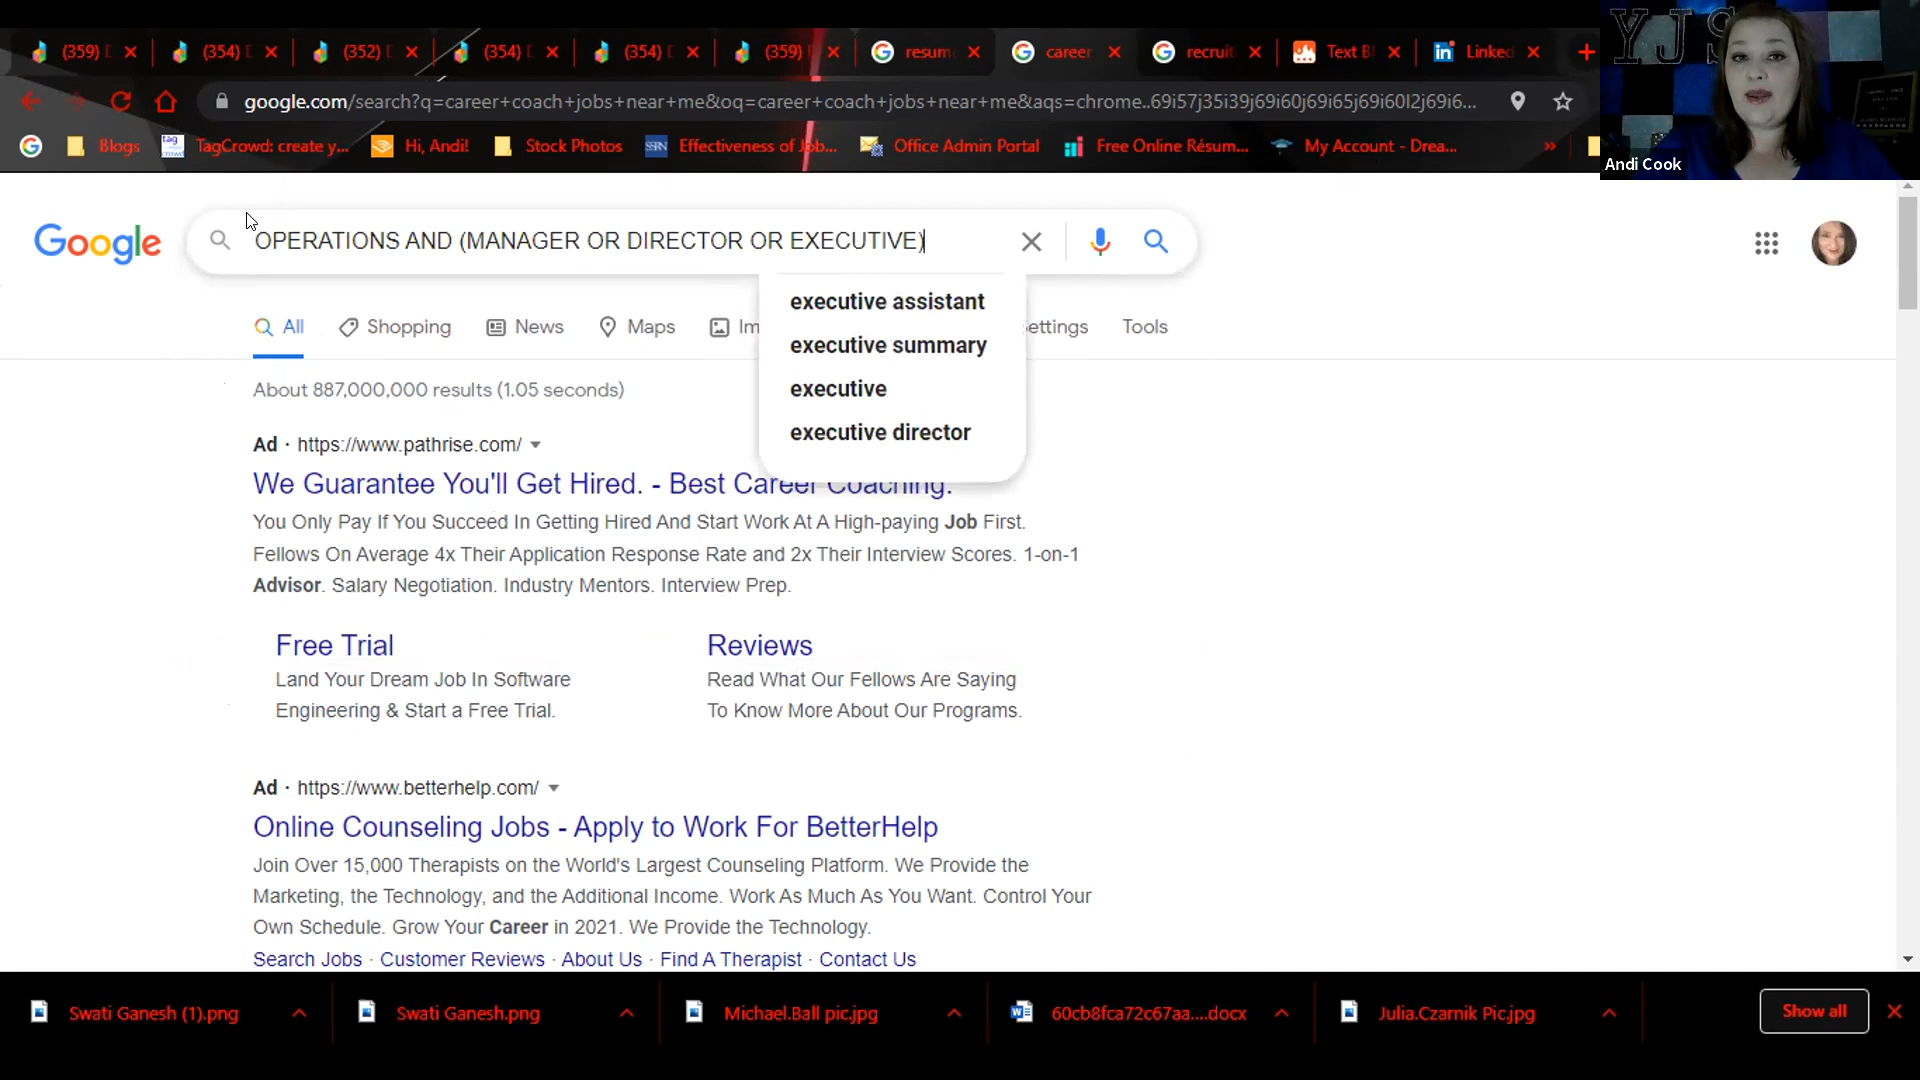 (359) D
(354) D
(352) D
(354) D
(354) D
(359)
resum
career
recruit
Text Bl
Linked
google.com/search?q=career+coach+jobs+near+me&oq=career+coach+jobs+near+me&aqs=chrome..69i57j35i39j69i60j69i65j69i60l2j69i6...
Blogs
TagCrowd: create y...
Hi, Andi!
Stock Photos
Effectiveness of Job...
Office Admin Portal
Free Online Résum...
My Account - Drea...
YJS
Andi Cook
Google
OPERATIONS AND (MANAGER OR DIRECTOR OR EXECUTIVE)
executive assistant
executive summary
executive
executive director
All
Shopping
News
Maps
Im
ettings
Tools
About 887,000,000 results (1.05 seconds)
Ad · https://www.pathrise.com/
We Guarantee You'll Get Hired. - Best Career Coaching.
You Only Pay If You Succeed In Getting Hired And Start Work At A High-paying Job First.
Fellows On Average 4x Their Application Response Rate and 2x Their Interview Scores. 1-on-1
Advisor. Salary Negotiation. Industry Mentors. Interview Prep.
Free Trial
Land Your Dream Job In Software
Engineering & Start a Free Trial.
Reviews
Read What Our Fellows Are Saying
To Know More About Our Programs.
Ad · https://www.betterhelp.com/
Online Counseling Jobs - Apply to Work For BetterHelp
Join Over 15,000 Therapists on the World's Largest Counseling Platform. We Provide the
Marketing, the Technology, and the Additional Income. Work As Much As You Want. Control Your
Own Schedule. Grow Your Career in 2021. We Provide the Technology.
Search Jobs · Customer Reviews · About Us · Find A Therapist · Contact Us
Swati Ganesh (1).png
Swati Ganesh.png
Michael.Ball pic.jpg
60cb8fca72c67aa....docx
Julia.Czarnik Pic.jpg
Show all